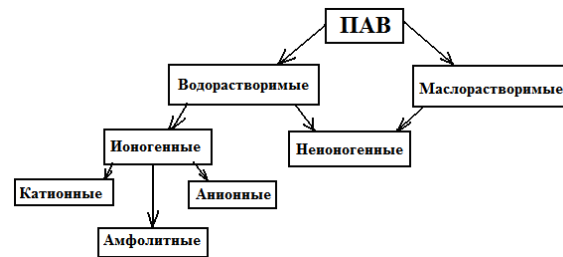 ПАВ
Водорастворимые
Маслорастворимые
Ионогенные
Неионогенные
Катионные
Анионные
Амфолитные